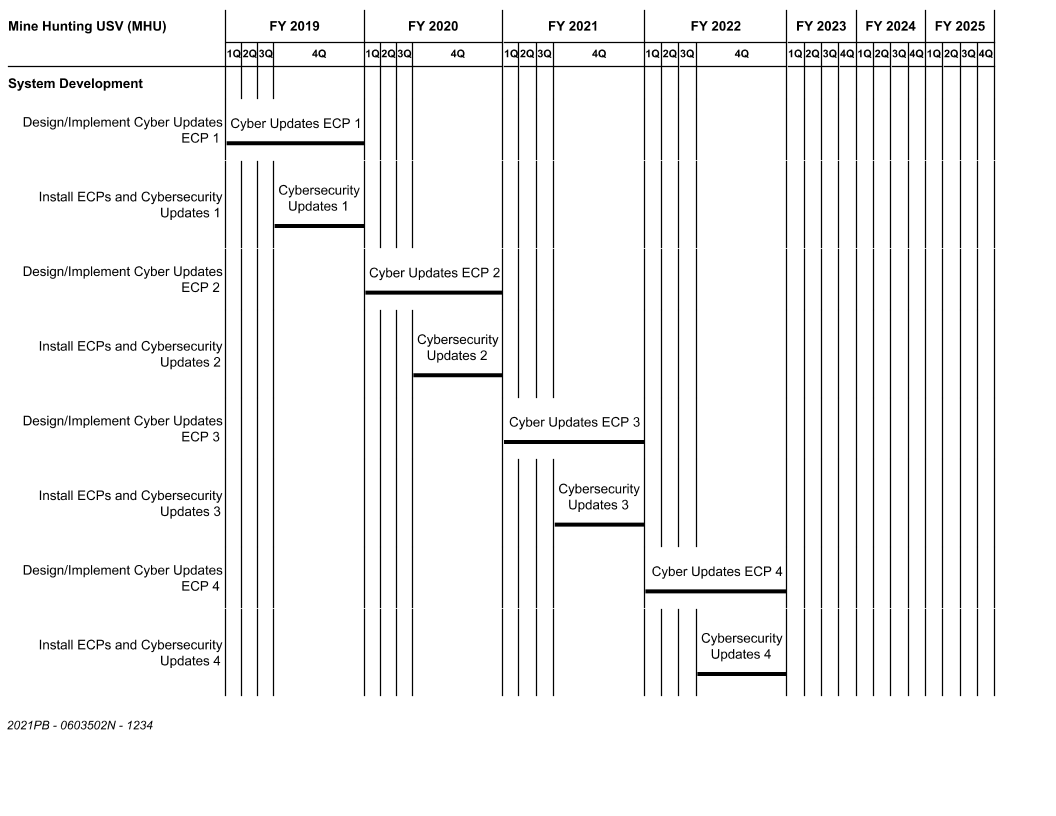 Mine Hunting USV (MHU) FY 2019 FY 2020 FY 2021 FY 2022 FY 2023 FY 2024 FY 2025
1Q 2Q 3Q 4Q 1Q 2Q 3Q 4Q 1Q 2Q 3Q 4Q 1Q 2Q 3Q 4Q 1Q 2Q 3Q 4Q 1Q 2Q 3Q 4Q 1Q 2Q 3Q 4Q
System Development
Design/Implement Cyber Updates
ECP 1
Cyber Updates ECP 1
Install ECPs and Cybersecurity
Updates 1
Cybersecurity
Updates 1
Design/Implement Cyber Updates
ECP 2
Cyber Updates ECP 2
Install ECPs and Cybersecurity
Updates 2
Cybersecurity
Updates 2
Design/Implement Cyber Updates
ECP 3
Cyber Updates ECP 3
Install ECPs and Cybersecurity
Updates 3
Cybersecurity
Updates 3
Design/Implement Cyber Updates
ECP 4
Cyber Updates ECP 4
Install ECPs and Cybersecurity
Updates 4
Cybersecurity
Updates 4
2021PB - 0603502N - 1234